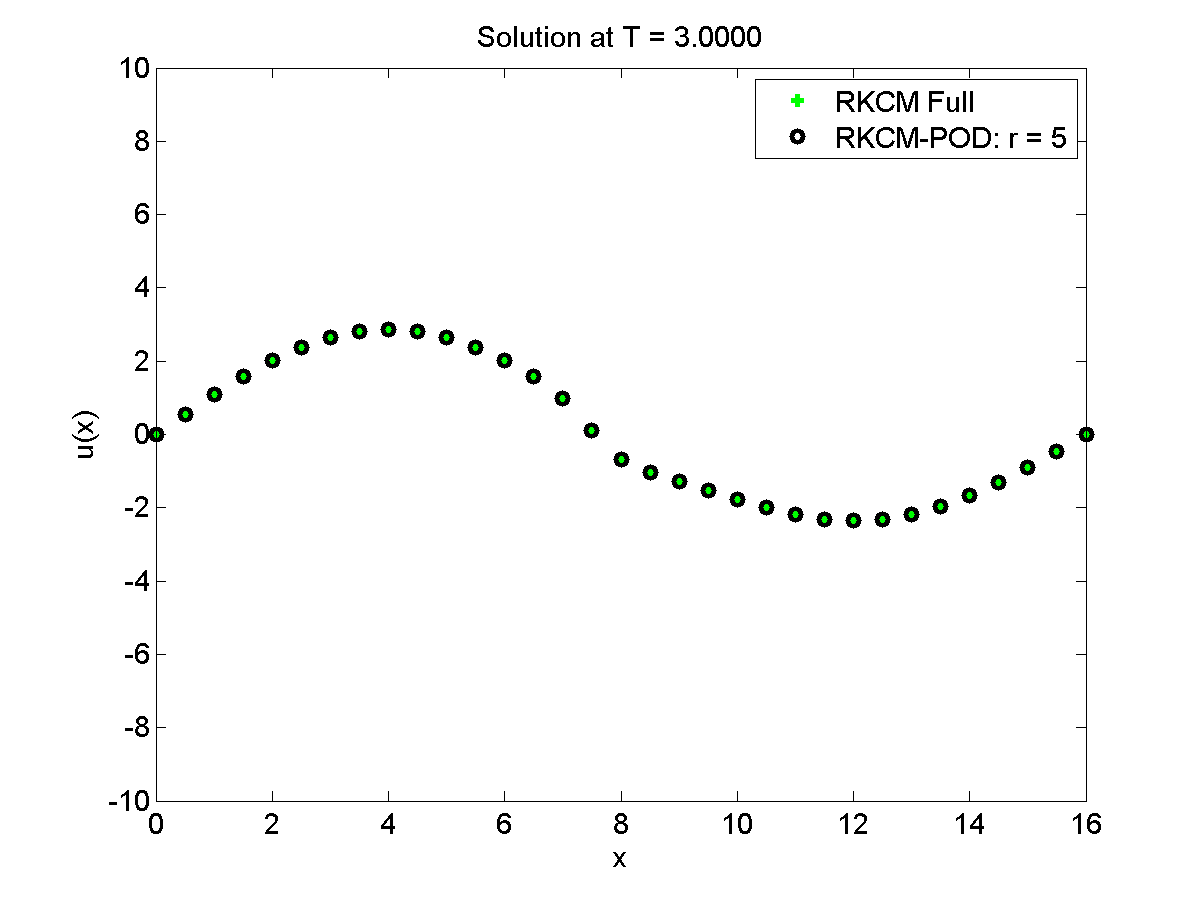 Solution at T = 3.0000
RKCM Full
RKCM-POD: r = 5
10
8
6
4
2
0
-2
-4
-6
-8
-10
u(x)
0 2 4 6 8 10 12 14 16
x